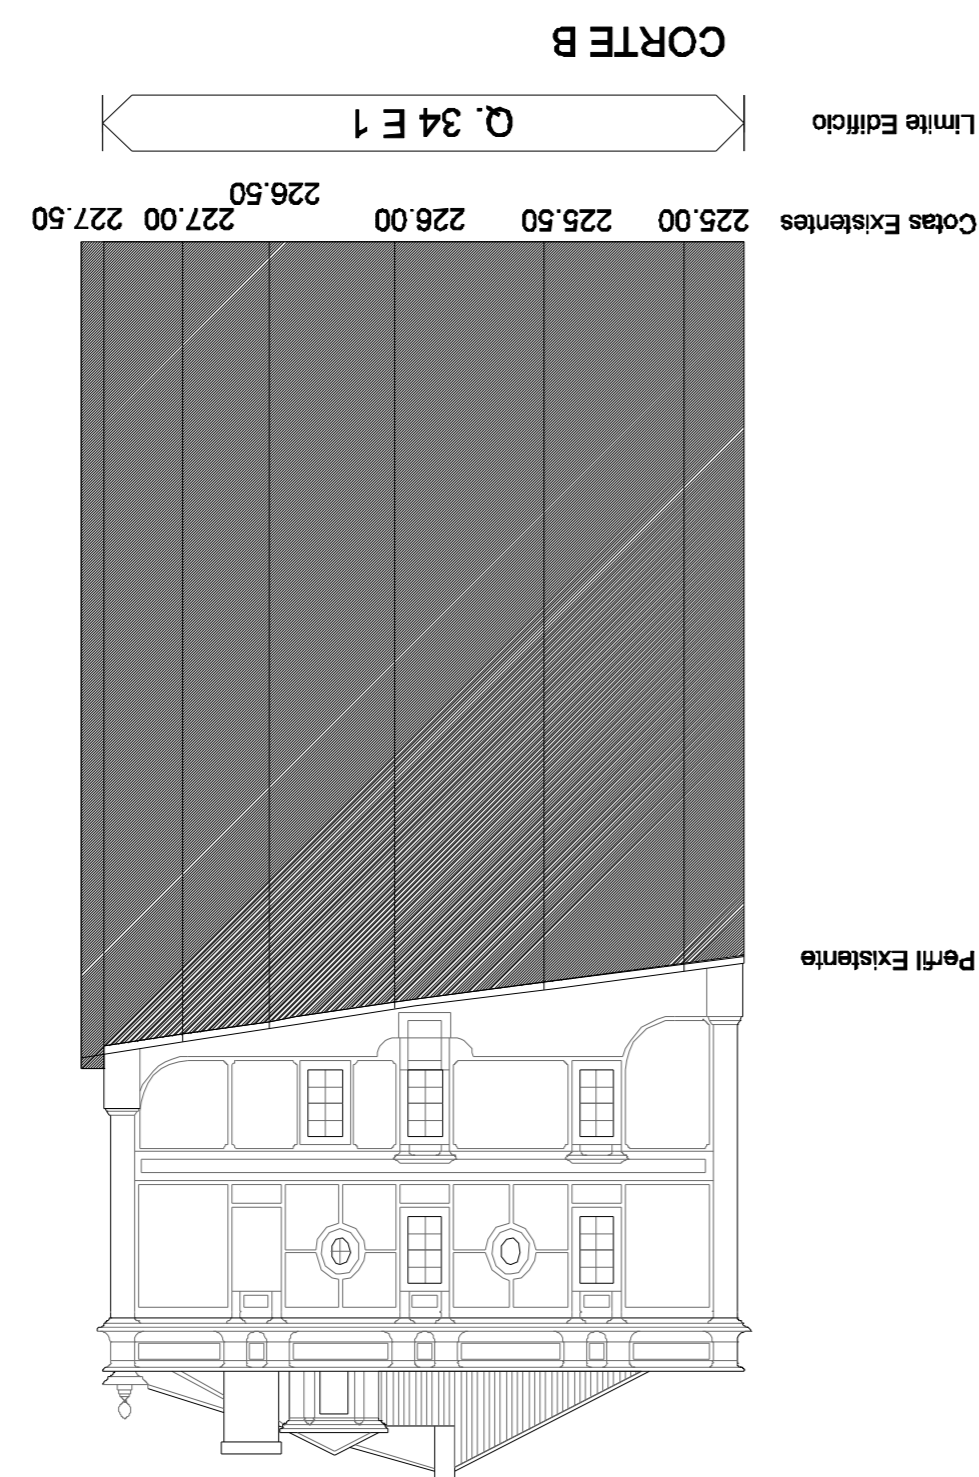 Perfil Existente
Cotas Existentes 225.00 225.50 226.00 226.50 227.00 227.50
Limite Edificio Q. 34 E 1
CORTE B